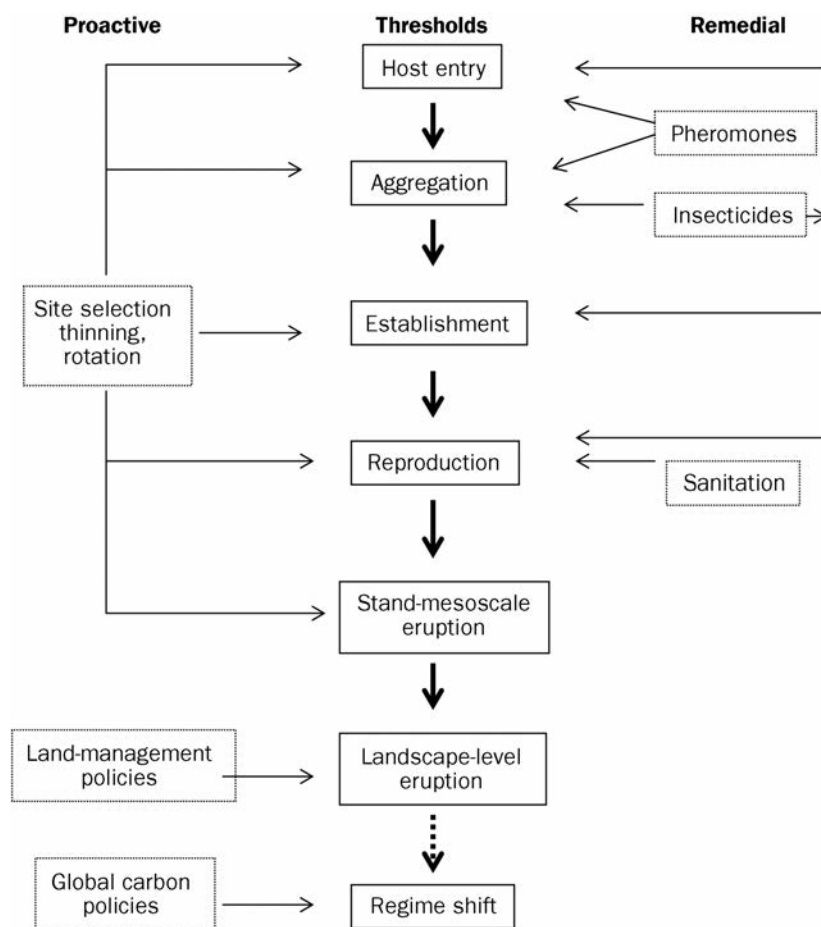 Proactive
Thresholds
Remedial
Host entry
Pheromones
Aggregation
Insecticides
Site selection
thinning,
rotation
Establishment
Reproduction
Sanitation
Stand-mesoscale
eruption
Land-management
policies
Landscape-level
eruption
Global carbon
policies
Regime shift